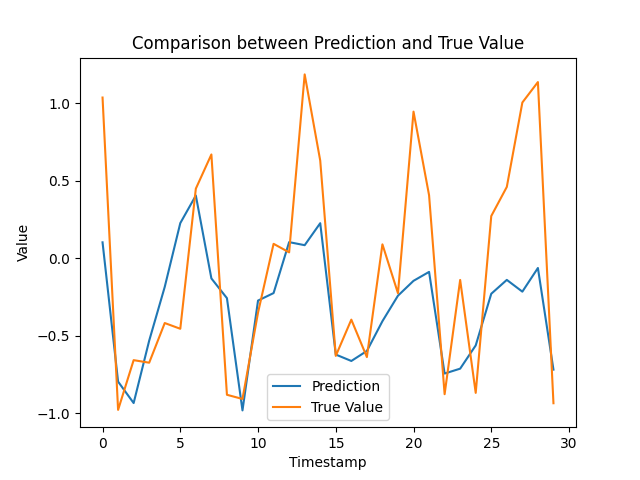 Comparison between Prediction and True Value
Value
1.0
0.5
0.0
−0.5
−1.0
Prediction
True Value
0 5 10 15 20 25 30
Timestamp